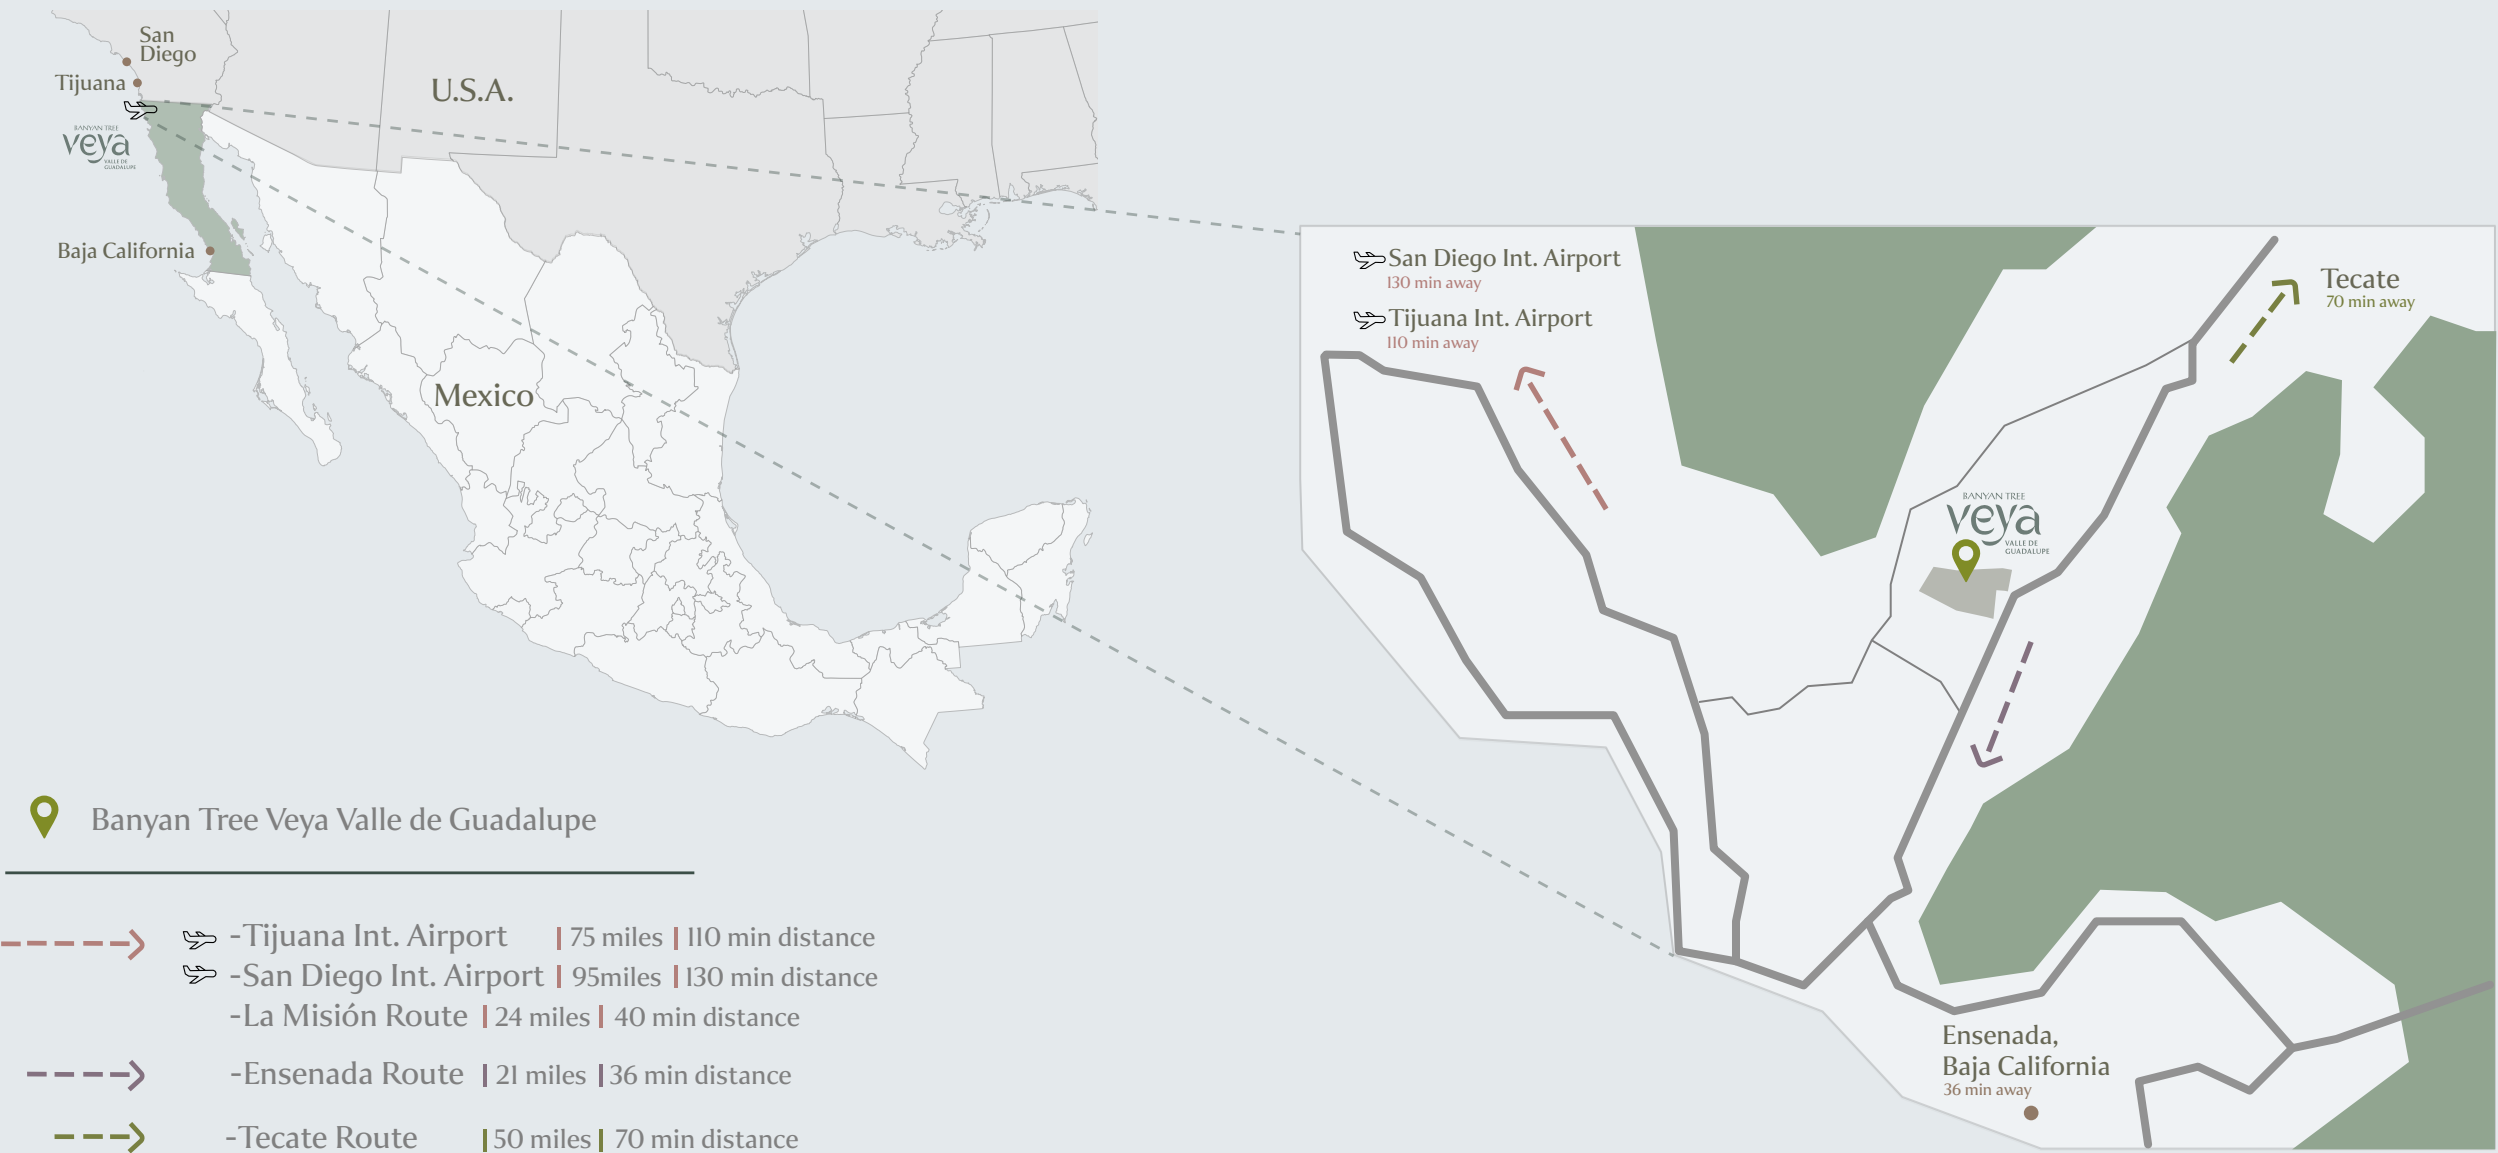 San
Diego
Tijuana
U.S.A.
BANYAN TREE
veya
VALLE DE
GUADALUPE
Baja California
Mexico
San Diego Int. Airport
130 min away
Tijuana Int. Airport
110 min away
Tecate
70 min away
BANYAN TREE
veya
VALLE DE
GUADALUPE
Ensenada,
Baja California
36 min away
Banyan Tree Veya Valle de Guadalupe
-Tijuana Int. Airport | 75 miles | 110 min distance
-San Diego Int. Airport | 95miles | 130 min distance
-La Misión Route | 24 miles | 40 min distance
-Ensenada Route | 21 miles | 36 min distance
-Tecate Route | 50 miles | 70 min distance